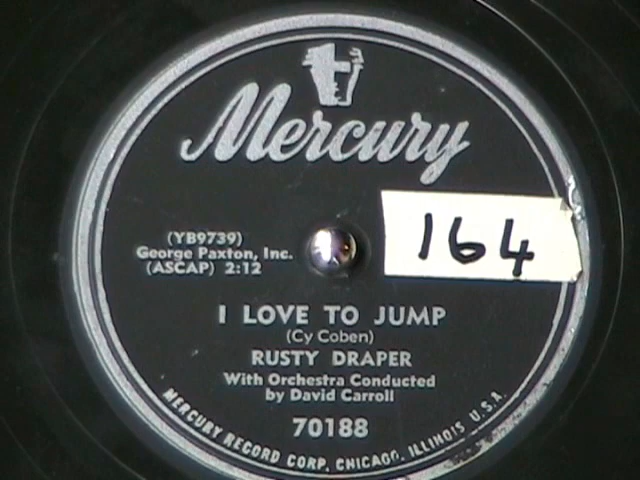 Mercury
164
(YB9739)
George Paxton, Inc.
(ASCAP) 2:12
I LOVE TO JUMP
(Cy Coben)
RUSTY DRAPER
With Orchestra Conducted
by David Carroll
70188
MERCURY RECORD CORP. CHICAGO, ILLINOIS U.S.A.